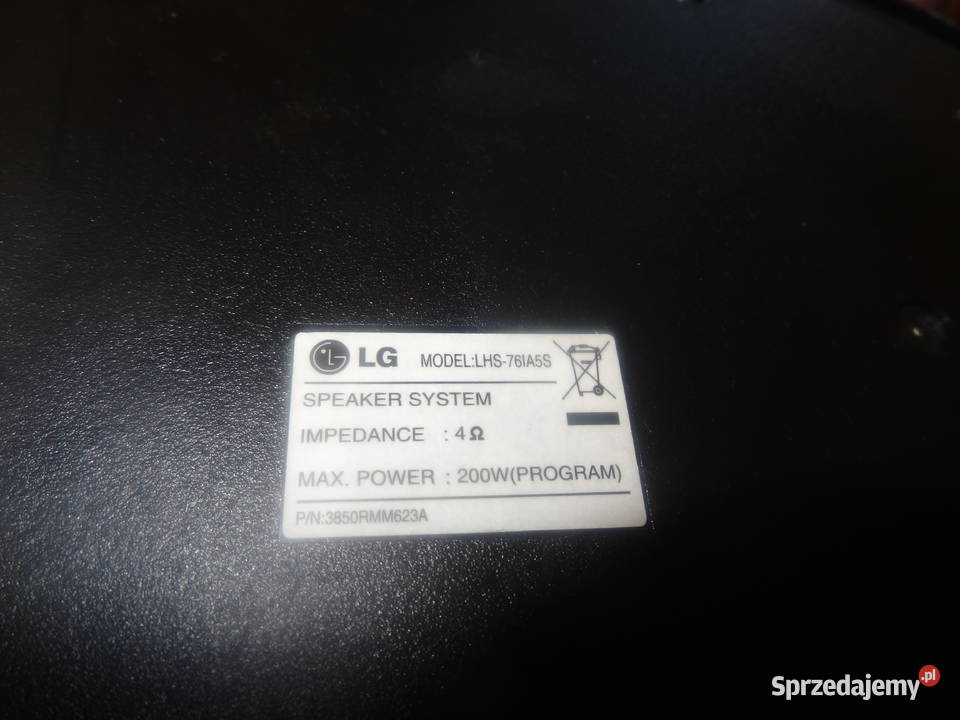 LG MODEL:LHS-76IA5S
SPEAKER SYSTEM
IMPEDANCE : 4Ω
MAX. POWER : 200W(PROGRAM)
P/N:3850RMM623A
Sprzedajemy.pl